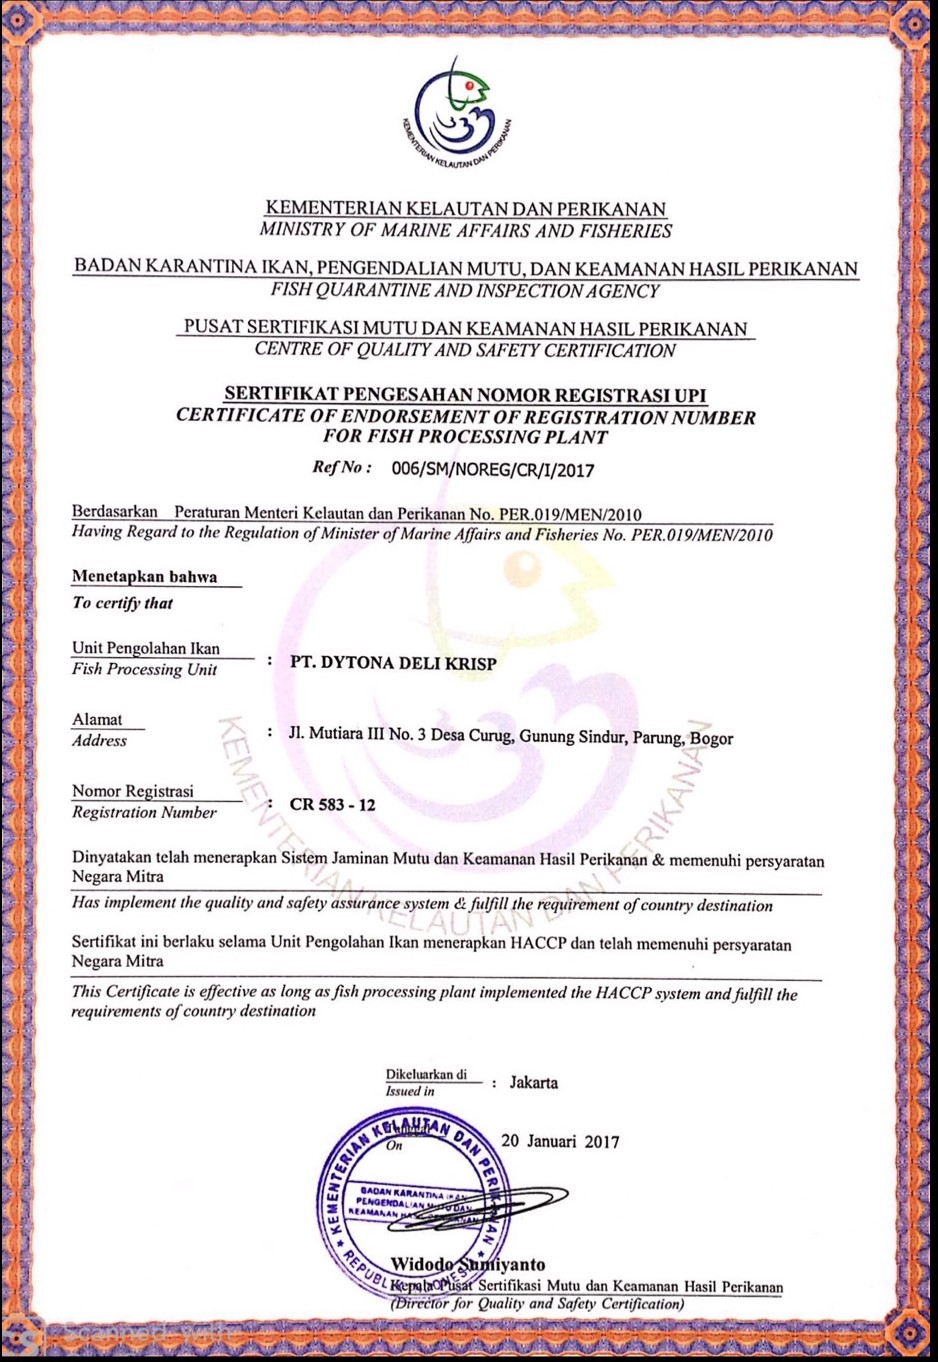 KEMENTERIAN KELAUTAN DAN PERIKANAN
KEMENTERIAN KELAUTAN DAN PERIKANAN
MINISTRY OF MARINE AFFAIRS AND FISHERIES
BADAN KARANTINA IKAN, PENGENDALIAN MUTU, DAN KEAMANAN HASIL PERIKANAN
FISH QUARANTINE AND INSPECTION AGENCY
PUSAT SERTIFIKASI MUTU DAN KEAMANAN HASIL PERIKANAN
CENTRE OF QUALITY AND SAFETY CERTIFICATION
SERTIFIKAT PENGESAHAN NOMOR REGISTRASI UPI
CERTIFICATE OF ENDORSEMENT OF REGISTRATION NUMBER
FOR FISH PROCESSING PLANT
Ref No : 006/SM/NOREG/CR/I/2017
Berdasarkan Peraturan Menteri Kelautan dan Perikanan No. PER.019/MEN/2010
Having Regard to the Regulation of Minister of Marine Affairs and Fisheries No. PER.019/MEN/2010
Menetapkan bahwa
To certify that
Unit Pengolahan Ikan
Fish Processing Unit : PT. DYTONA DELI KRISP
Alamat
Address : Jl. Mutiara III No. 3 Desa Curug, Gunung Sindur, Parung, Bogor
Nomor Registrasi
Registration Number : CR 583 - 12
KEMENTERIAN KELAUTAN DAN PERIKANAN
Dinyatakan telah menerapkan Sistem Jaminan Mutu dan Keamanan Hasil Perikanan & memenuhi persyaratan
Negara Mitra
Has implement the quality and safety assurance system & fulfill the requirement of country destination
Sertifikat ini berlaku selama Unit Pengolahan Ikan menerapkan HACCP dan telah memenuhi persyaratan
Negara Mitra
This Certificate is effective as long as fish processing plant implemented the HACCP system and fulfill the
requirements of country destination
Dikeluarkan di
Issued in : Jakarta
Tanggal
On 20 Januari 2017
KEMENTERIAN KELAUTAN DAN PERIKANAN
BADAN KARANTINA IKAN
PENGENDALIAN MUTU DAN
KEAMANAN HASIL PERIKANAN
REPUBLIK INDONESIA
Widodo Sumiyanto
Kepala Pusat Sertifikasi Mutu dan Keamanan Hasil Perikanan
(Director for Quality and Safety Certification)
Scanned with